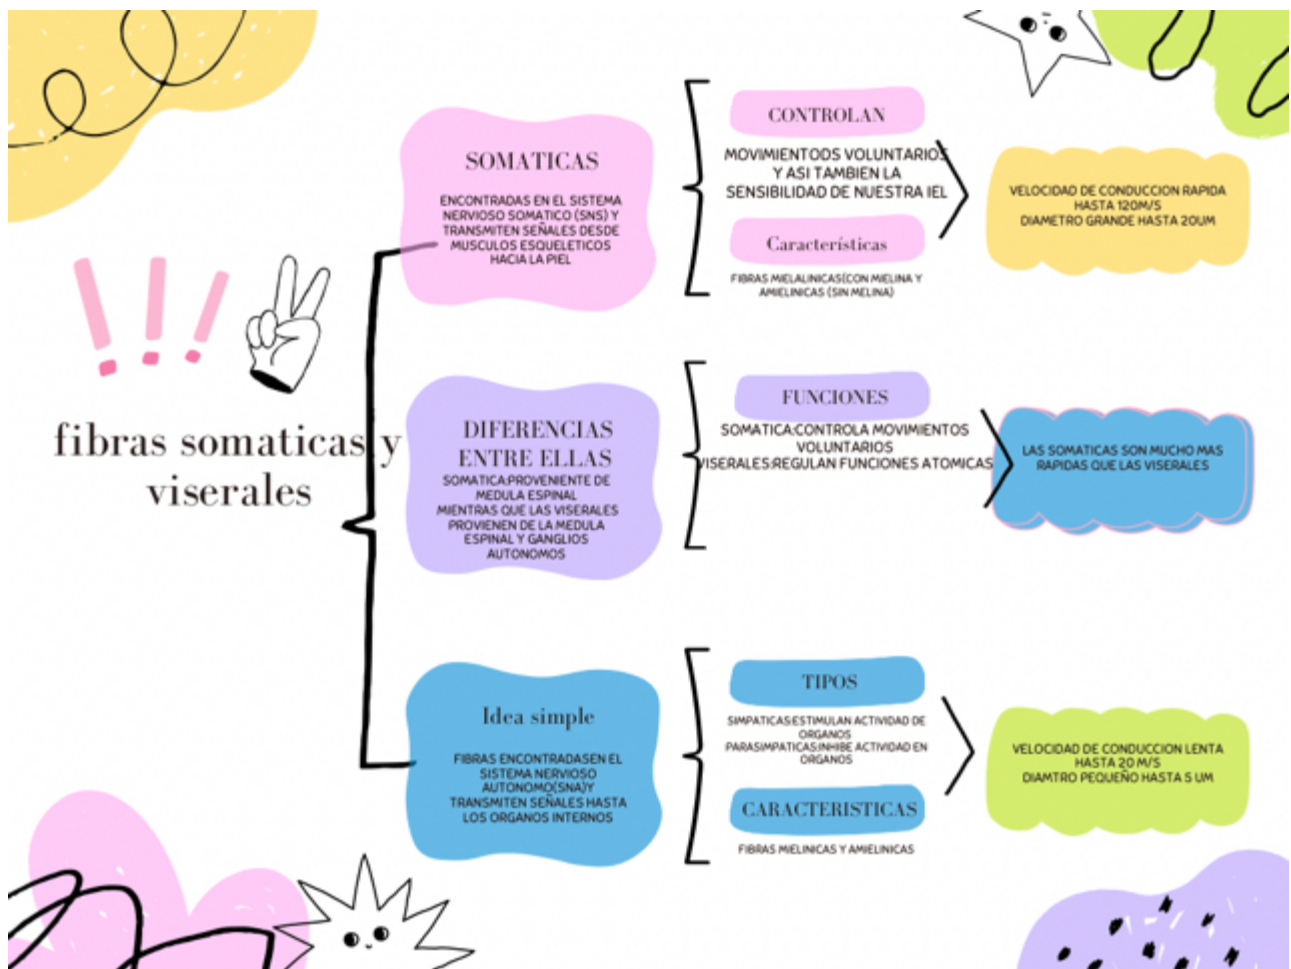 fibras somaticas y
viserales
SOMATICAS
ENCONTRADAS EN EL SISTEMA
NERVIOSO SOMATICO (SNS) Y
TRANSMITEN SEÑALES DESDE
MUSCULOS ESQUELETICOS
HACIA LA PIEL
CONTROLAN
MOVIMIENTODS VOLUNTARIOS
Y ASI TAMBIEN LA
SENSIBILIDAD DE NUESTRA IEL
Características
FIBRAS MIELALINICAS(CON MIELINA Y
AMIELINICAS (SIN MELINA)
VELOCIDAD DE CONDUCCION RAPIDA
HASTA 120M/S
DIAMETRO GRANDE HASTA 20UM
DIFERENCIAS
ENTRE ELLAS
SOMATICA:PROVENIENTE DE
MEDULA ESPINAL
MIENTRAS QUE LAS VISERALES
PROVIENEN DE LA MEDULA
ESPINAL Y GANGLIOS
AUTONOMOS
FUNCIONES
SOMATICA:CONTROLA MOVIMIENTOS
VOLUNTARIOS
VISERALES:REGULAN FUNCIONES ATOMICAS
LAS SOMATICAS SON MUCHO MAS
RAPIDAS QUE LAS VISERALES
Idea simple
FIBRAS ENCONTRADASEN EL
SISTEMA NERVIOSO
AUTONOMO(SNA)Y
TRANSMITEN SEÑALES HASTA
LOS ORGANOS INTERNOS
TIPOS
SIMPATICAS:ESTIMULAN ACTIVIDAD DE
ORGANOS
PARASIMPATICAS:INHIBE ACTIVIDAD EN
ORGANOS
CARACTERISTICAS
FIBRAS MIELINICAS Y AMIELINICAS
VELOCIDAD DE CONDUCCION LENTA
HASTA 20 M/S
DIAMTRO PEQUEÑO HASTA 5 UM